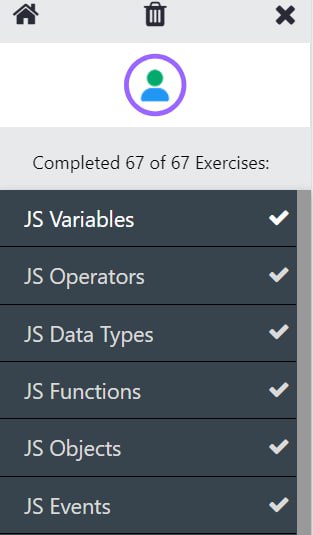 Completed 67 of 67 Exercises:
JS Variables
JS Operators
JS Data Types
JS Functions
JS Objects
JS Events